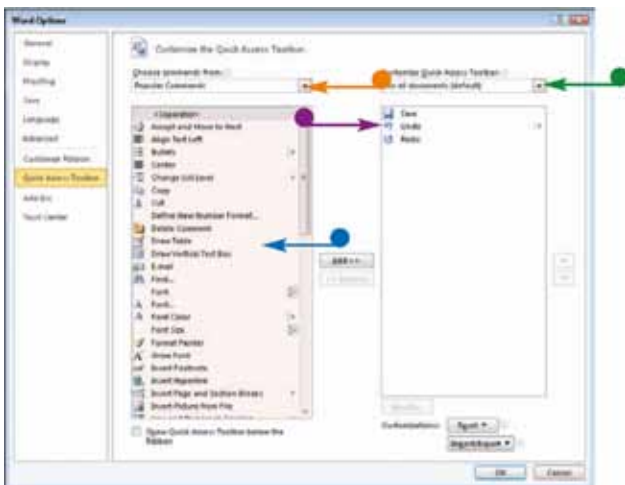 Word Options
General
Display
Proofing
Save
Language
Advanced
Customize Ribbon
Quick Access Toolbar
Add-Ins
Trust Center
Customize the Quick Access Toolbar.
Choose commands from:
Popular Commands
<Separator>
Accept and Move to Next
Align Text Left
Bullets
Center
Change List Level
Copy
Cut
Define New Number Format...
Delete Comment
Draw Table
Draw Vertical Text Box
E-mail
Find...
Font
Font...
Font Color
Font Size
Format Painter
Grow Font
Insert Footnote
Insert Hyperlink
Insert Page and Section Breaks
Insert Picture from File
Show Quick Access Toolbar below the
Ribbon
Add >>
<< Remove
Customize Quick Access Toolbar:
all documents (default)
Save
Undo
Redo
Modify...
Customizations:
Reset
Import/Export
OK
Cancel